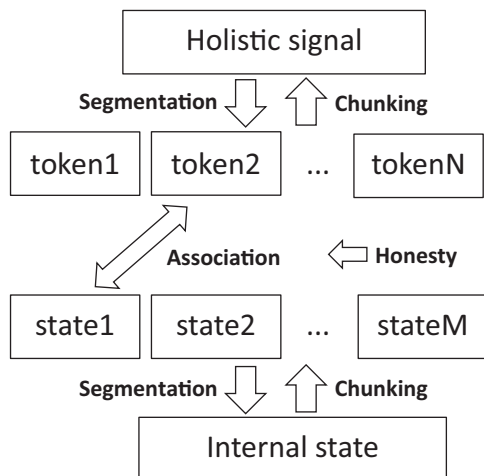 Holistic signal
Segmentation Chunking
token1 token2 ... tokenN
Association Honesty
state1 state2 ... stateM
Segmentation Chunking
Internal state